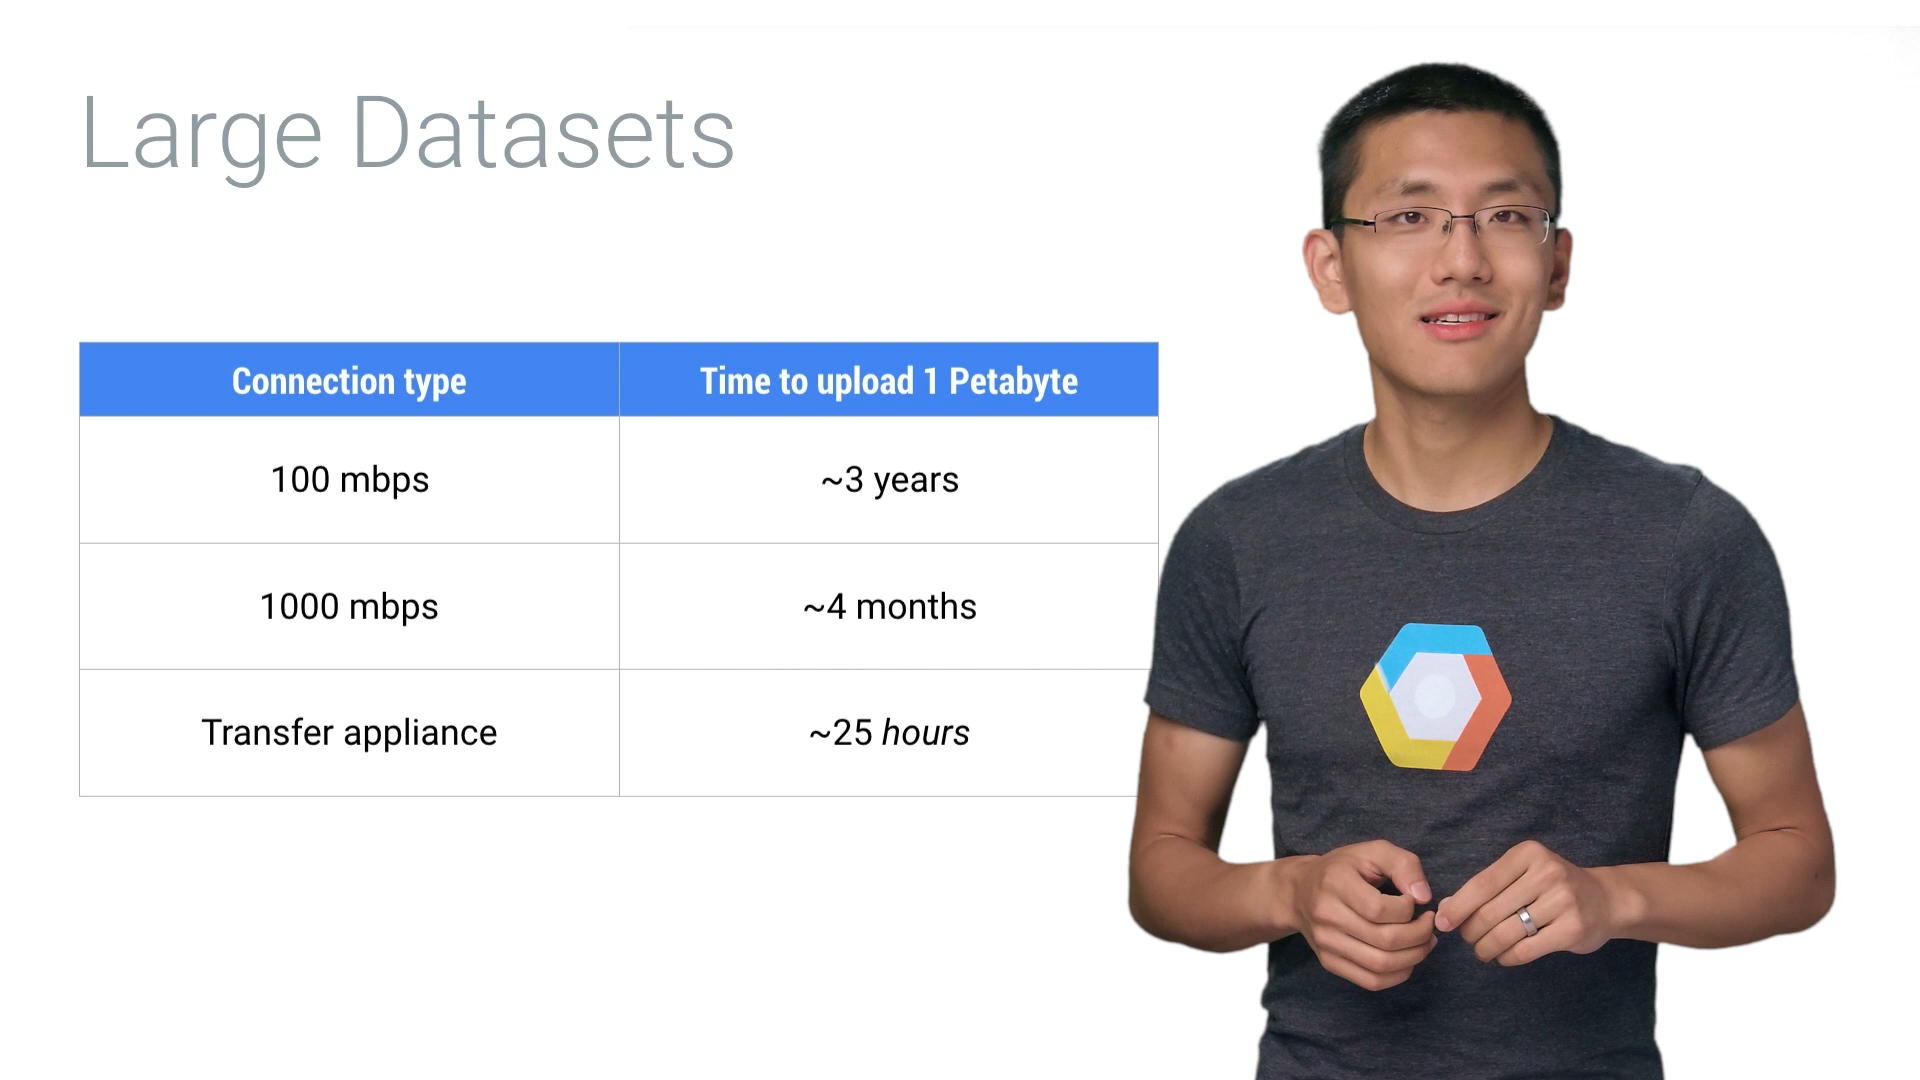 Large Datasets
Connection type Time to upload 1 Petabyte
100 mbps ~3 years
1000 mbps ~4 months
Transfer appliance ~25 hours